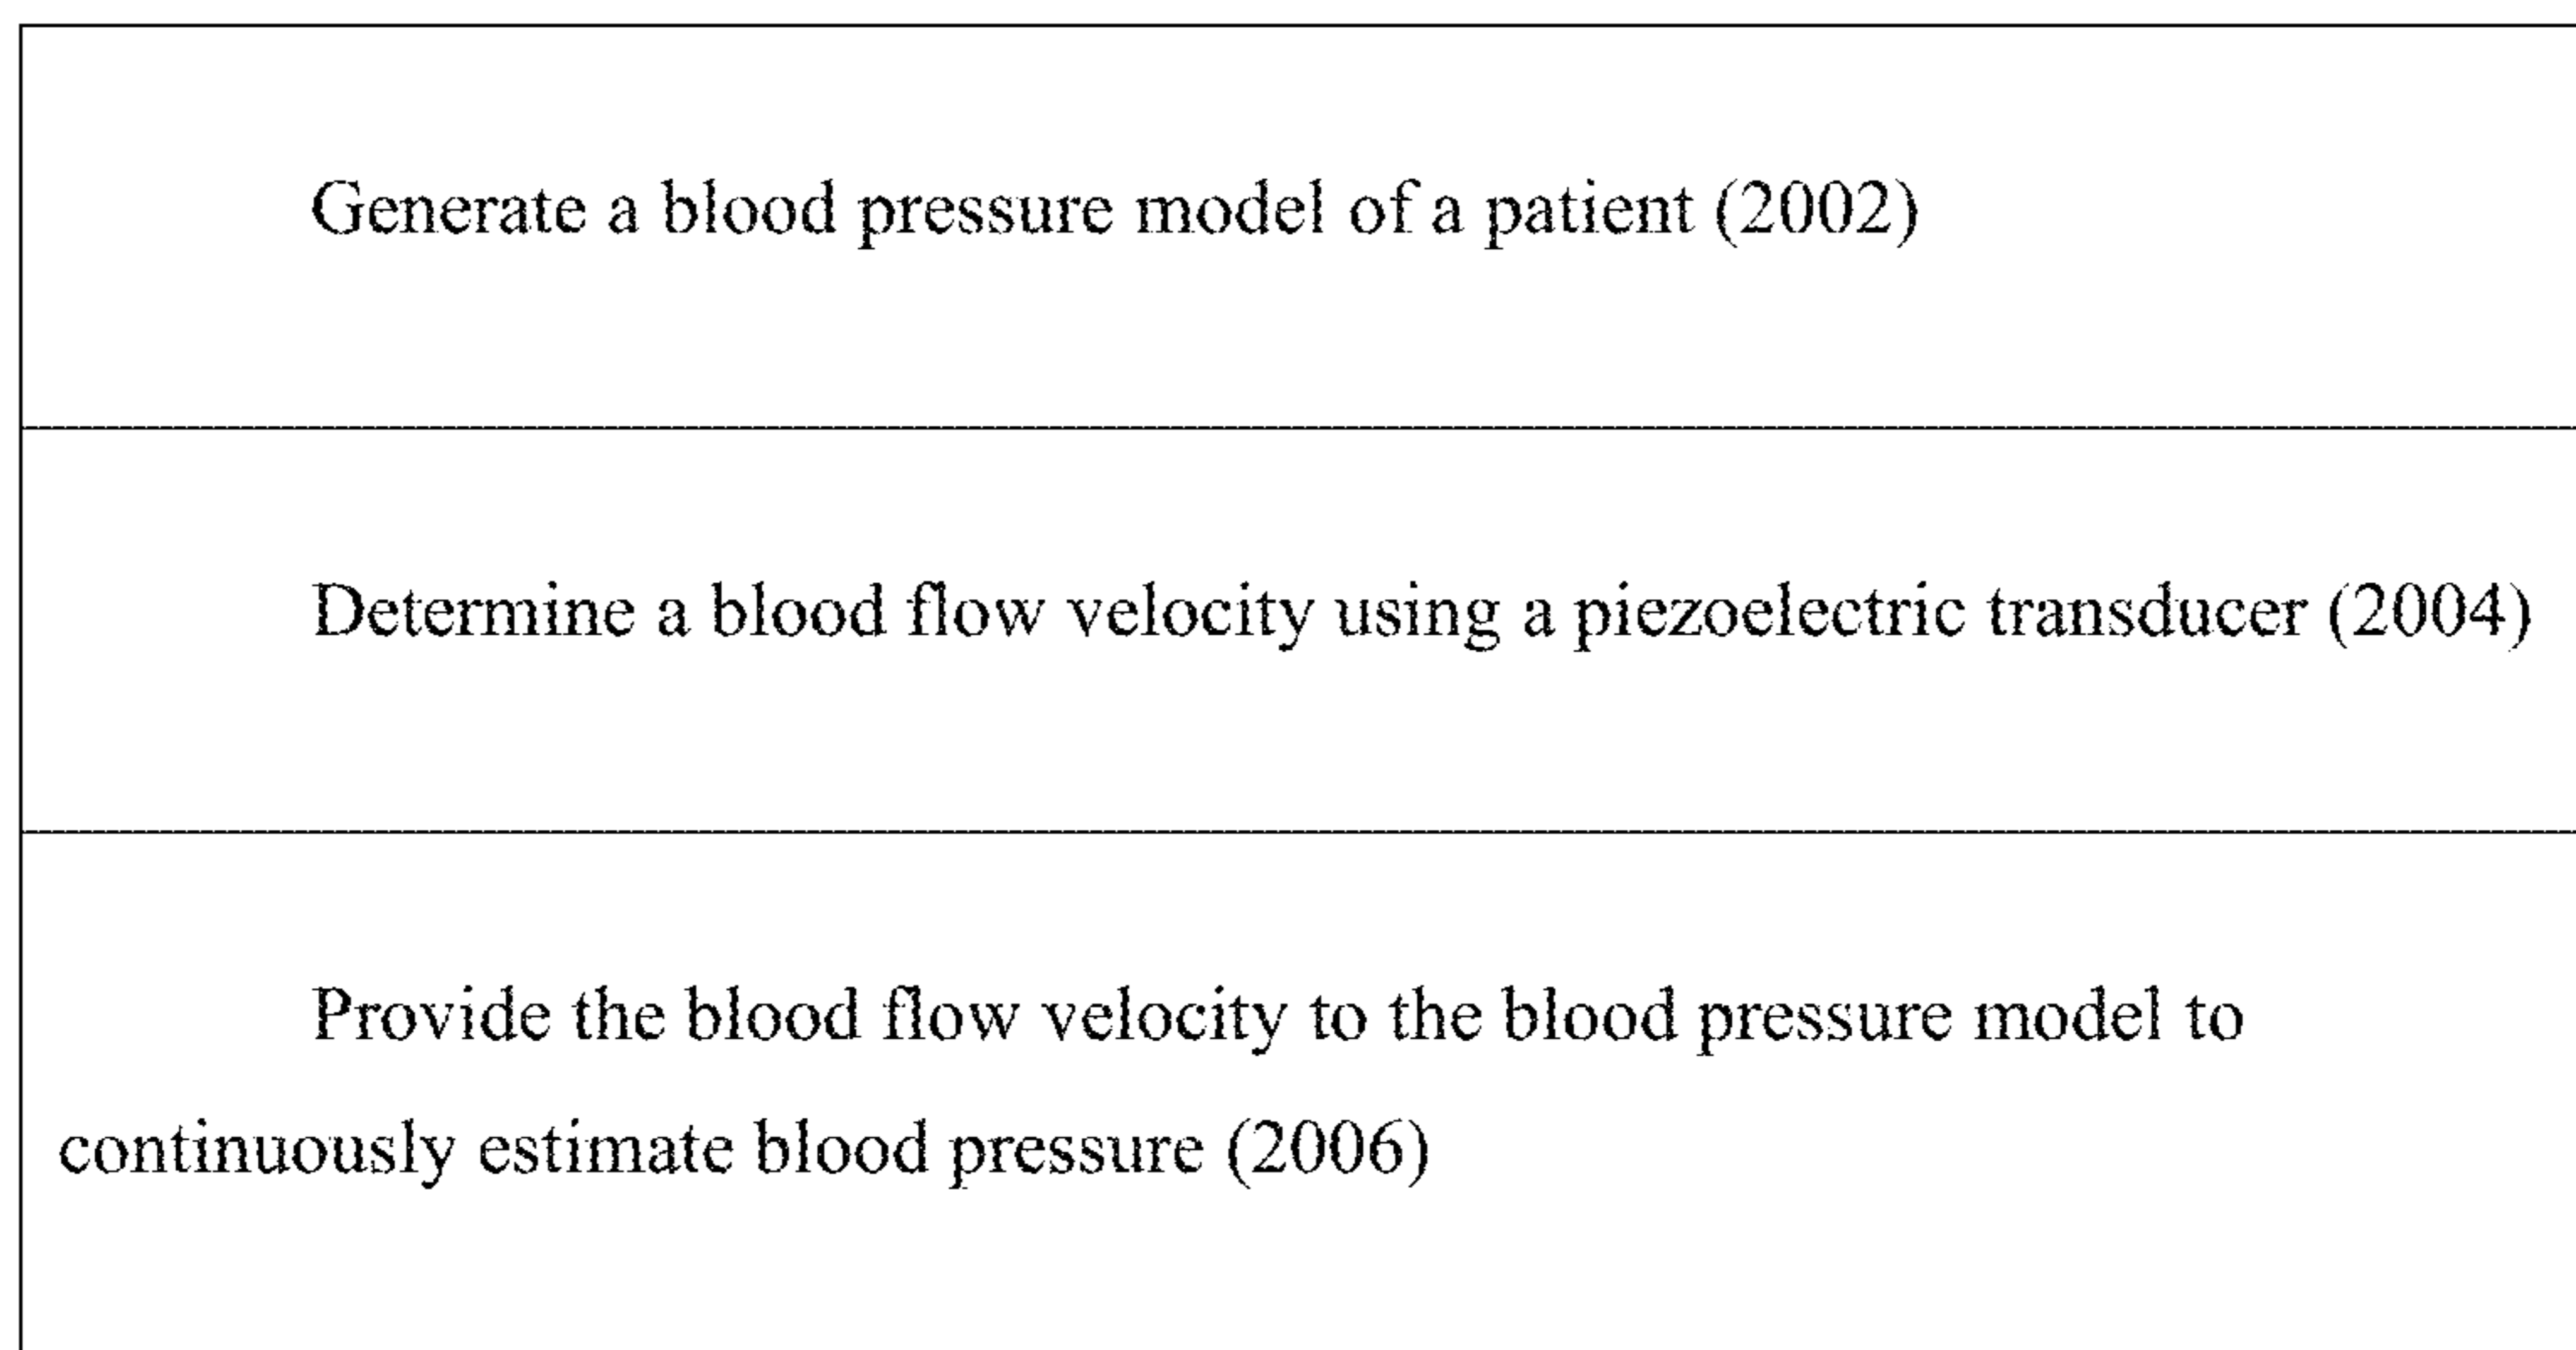 Generate a blood pressure model of a patient (2002)
Determine a blood flow velocity using a piezoelectric transducer (2004)
Provide the blood flow velocity to the blood pressure model to
continuously estimate blood pressure (2006)